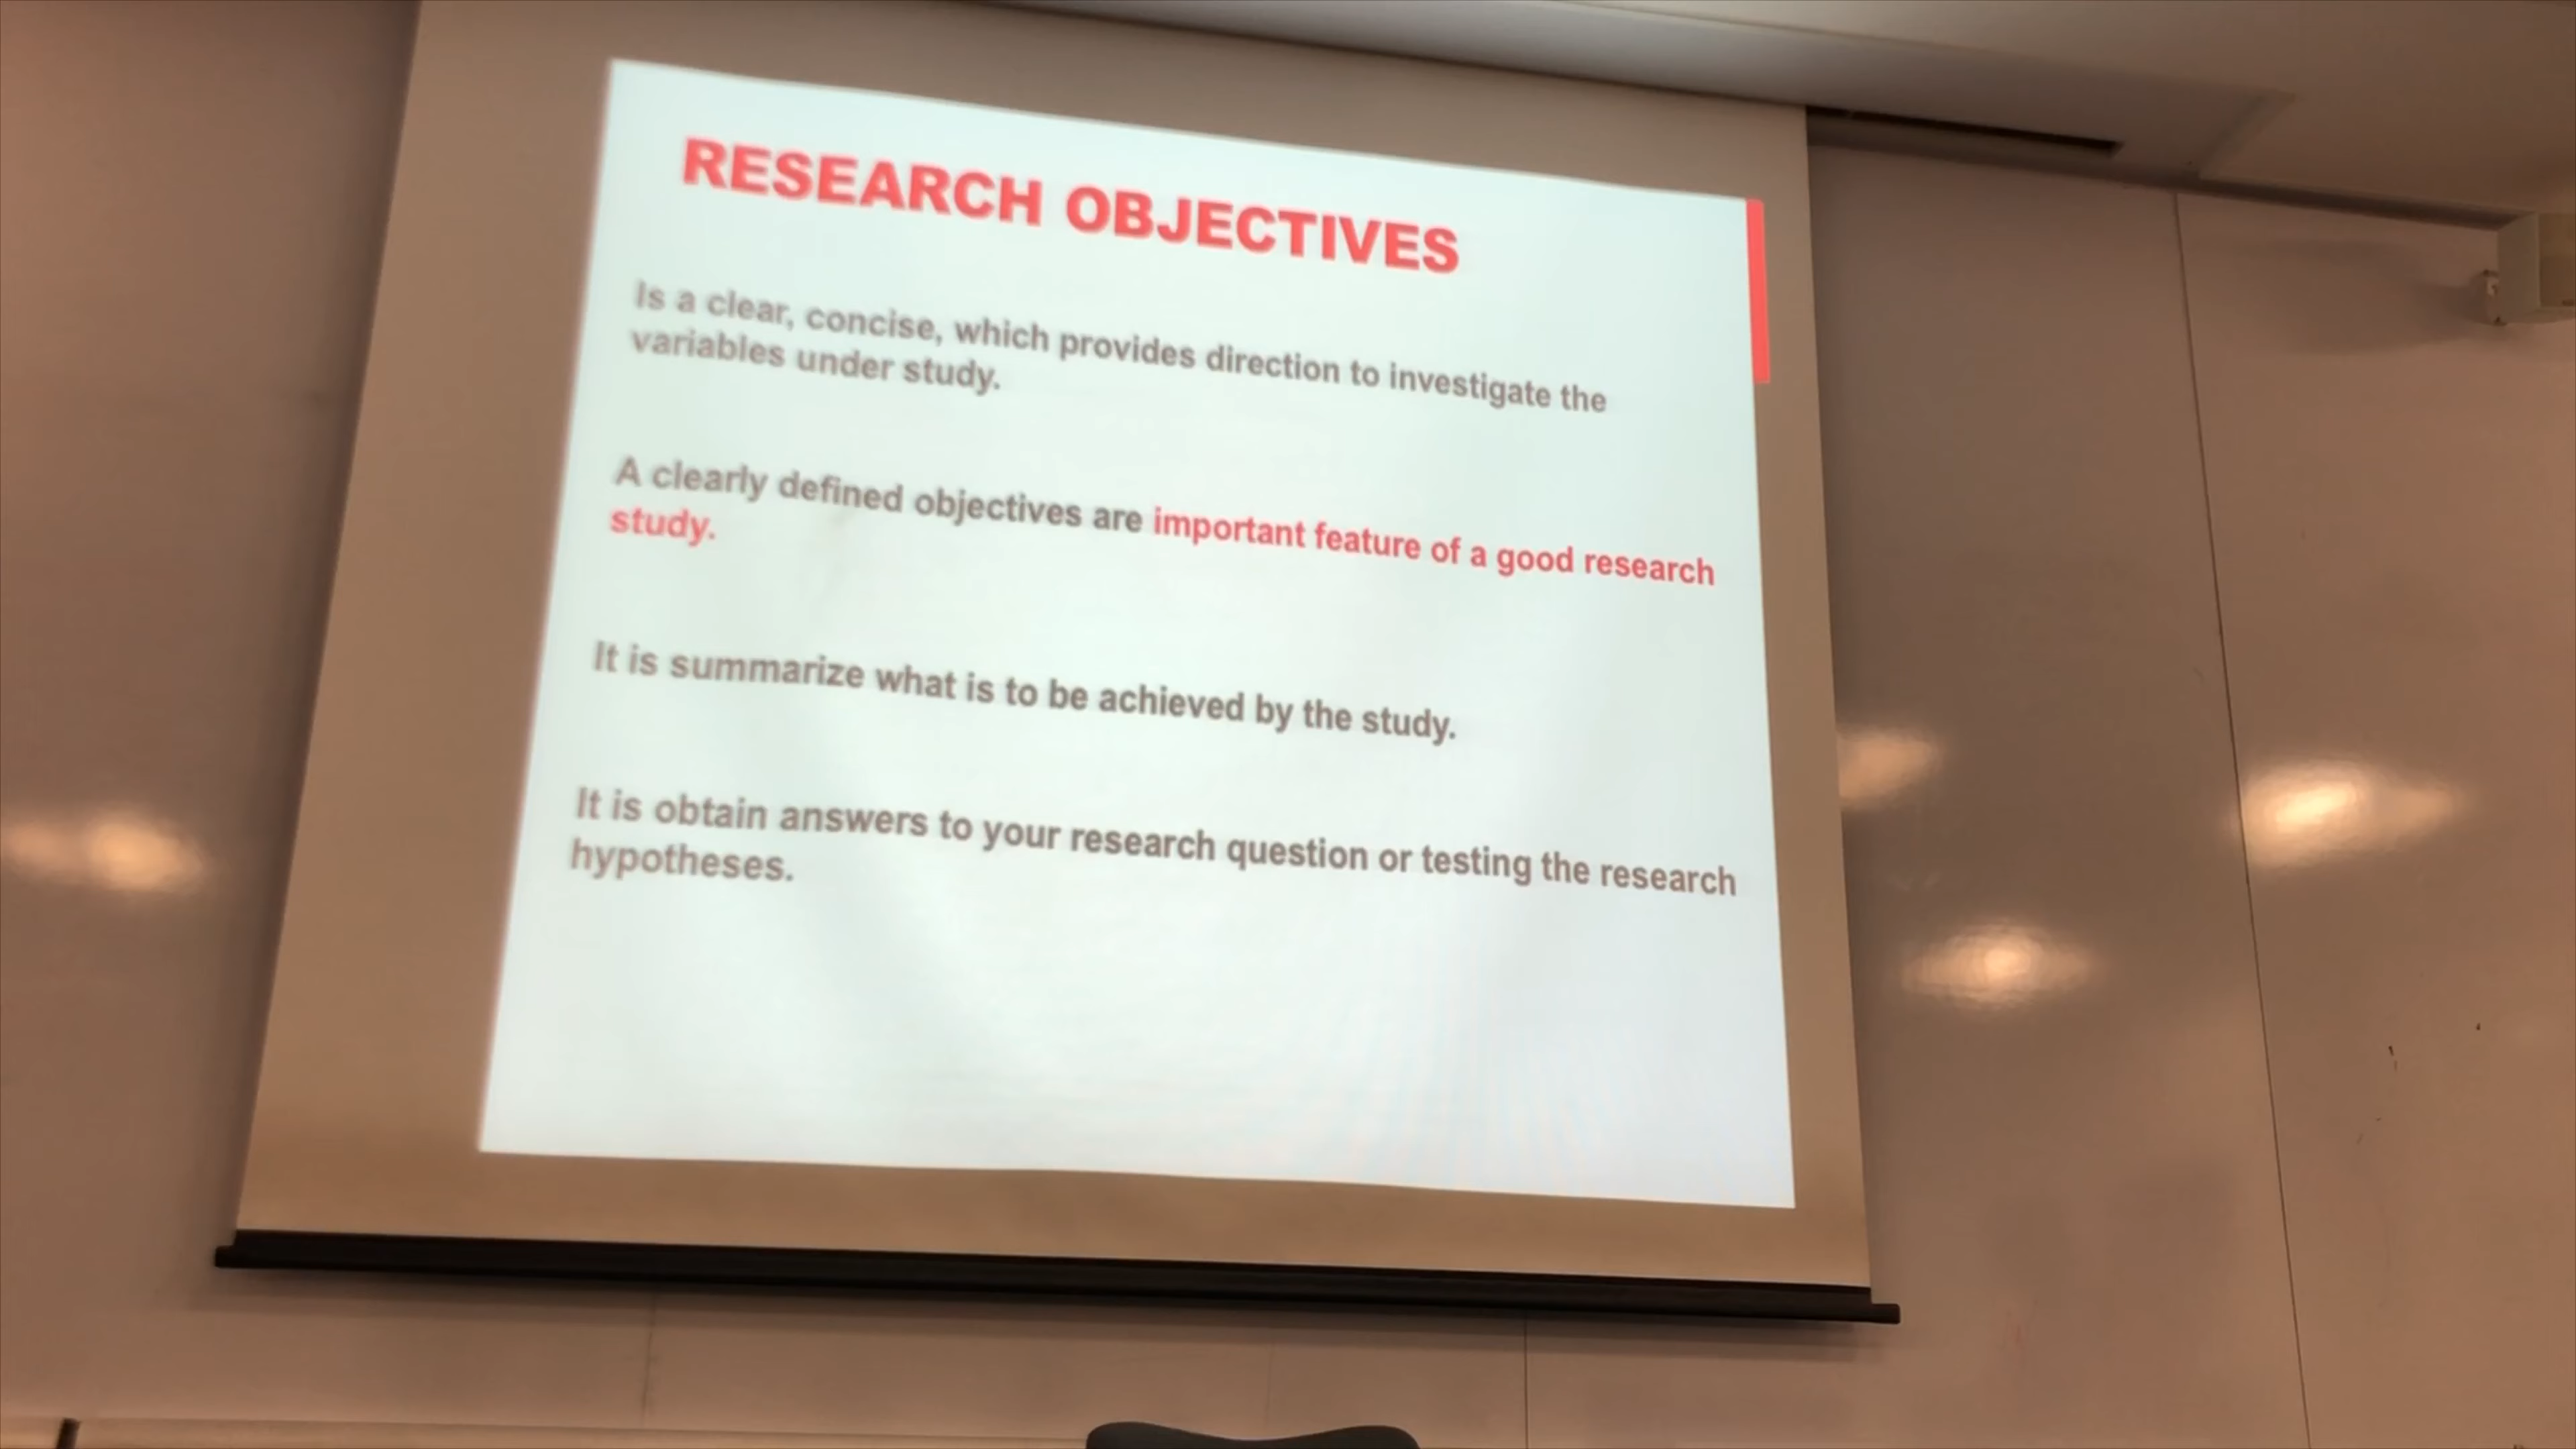 RESEARCH OBJECTIVES
Is a clear, concise, which provides direction to investigate the
variables under study.
A clearly defined objectives are important feature of a good research
study.
It is summarize what is to be achieved by the study.
It is obtain answers to your research question or testing the research
hypotheses.